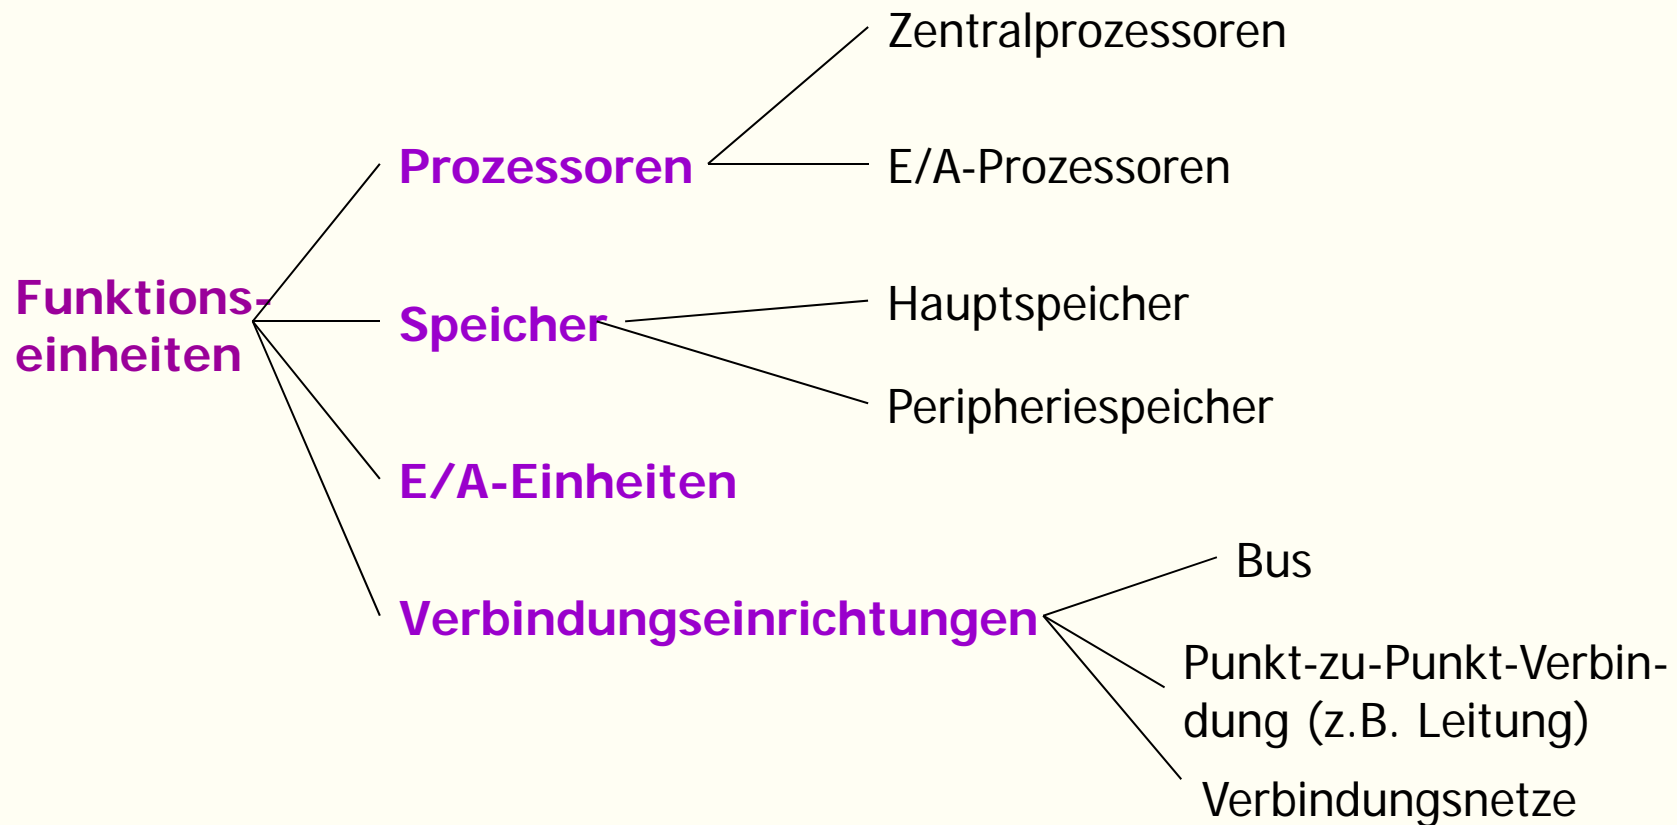 Funktions-
einheiten
Prozessoren
Zentralprozessoren
E/A-Prozessoren
Speicher
Hauptspeicher
Peripheriespeicher
E/A-Einheiten
Verbindungseinrichtungen
Bus
Punkt-zu-Punkt-Verbin-
dung (z.B. Leitung)
Verbindungsnetze